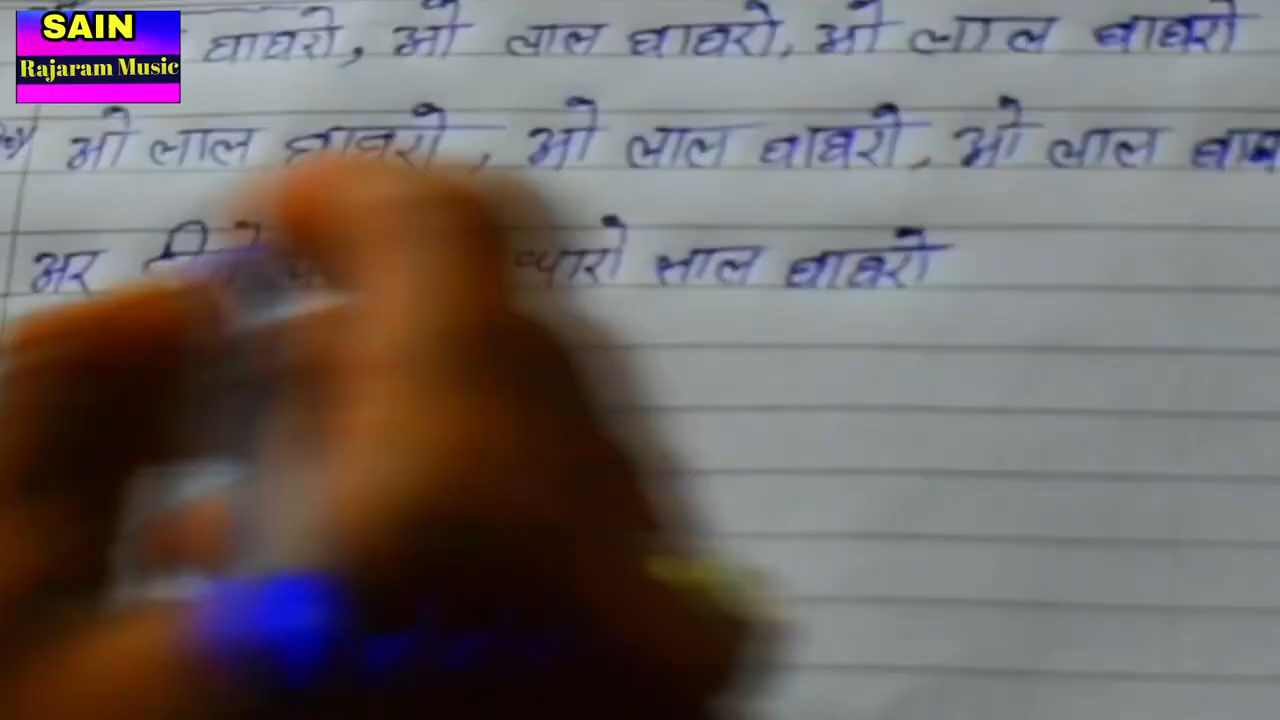 SAIN
Rajaram Music
घाघरो, ओ लाल घाघरो, ओ लाल घाघरो
ओ लाल घाघरो, ओ लाल घाघरो, ओ लाल
अर प्यारो लाल घाघरो